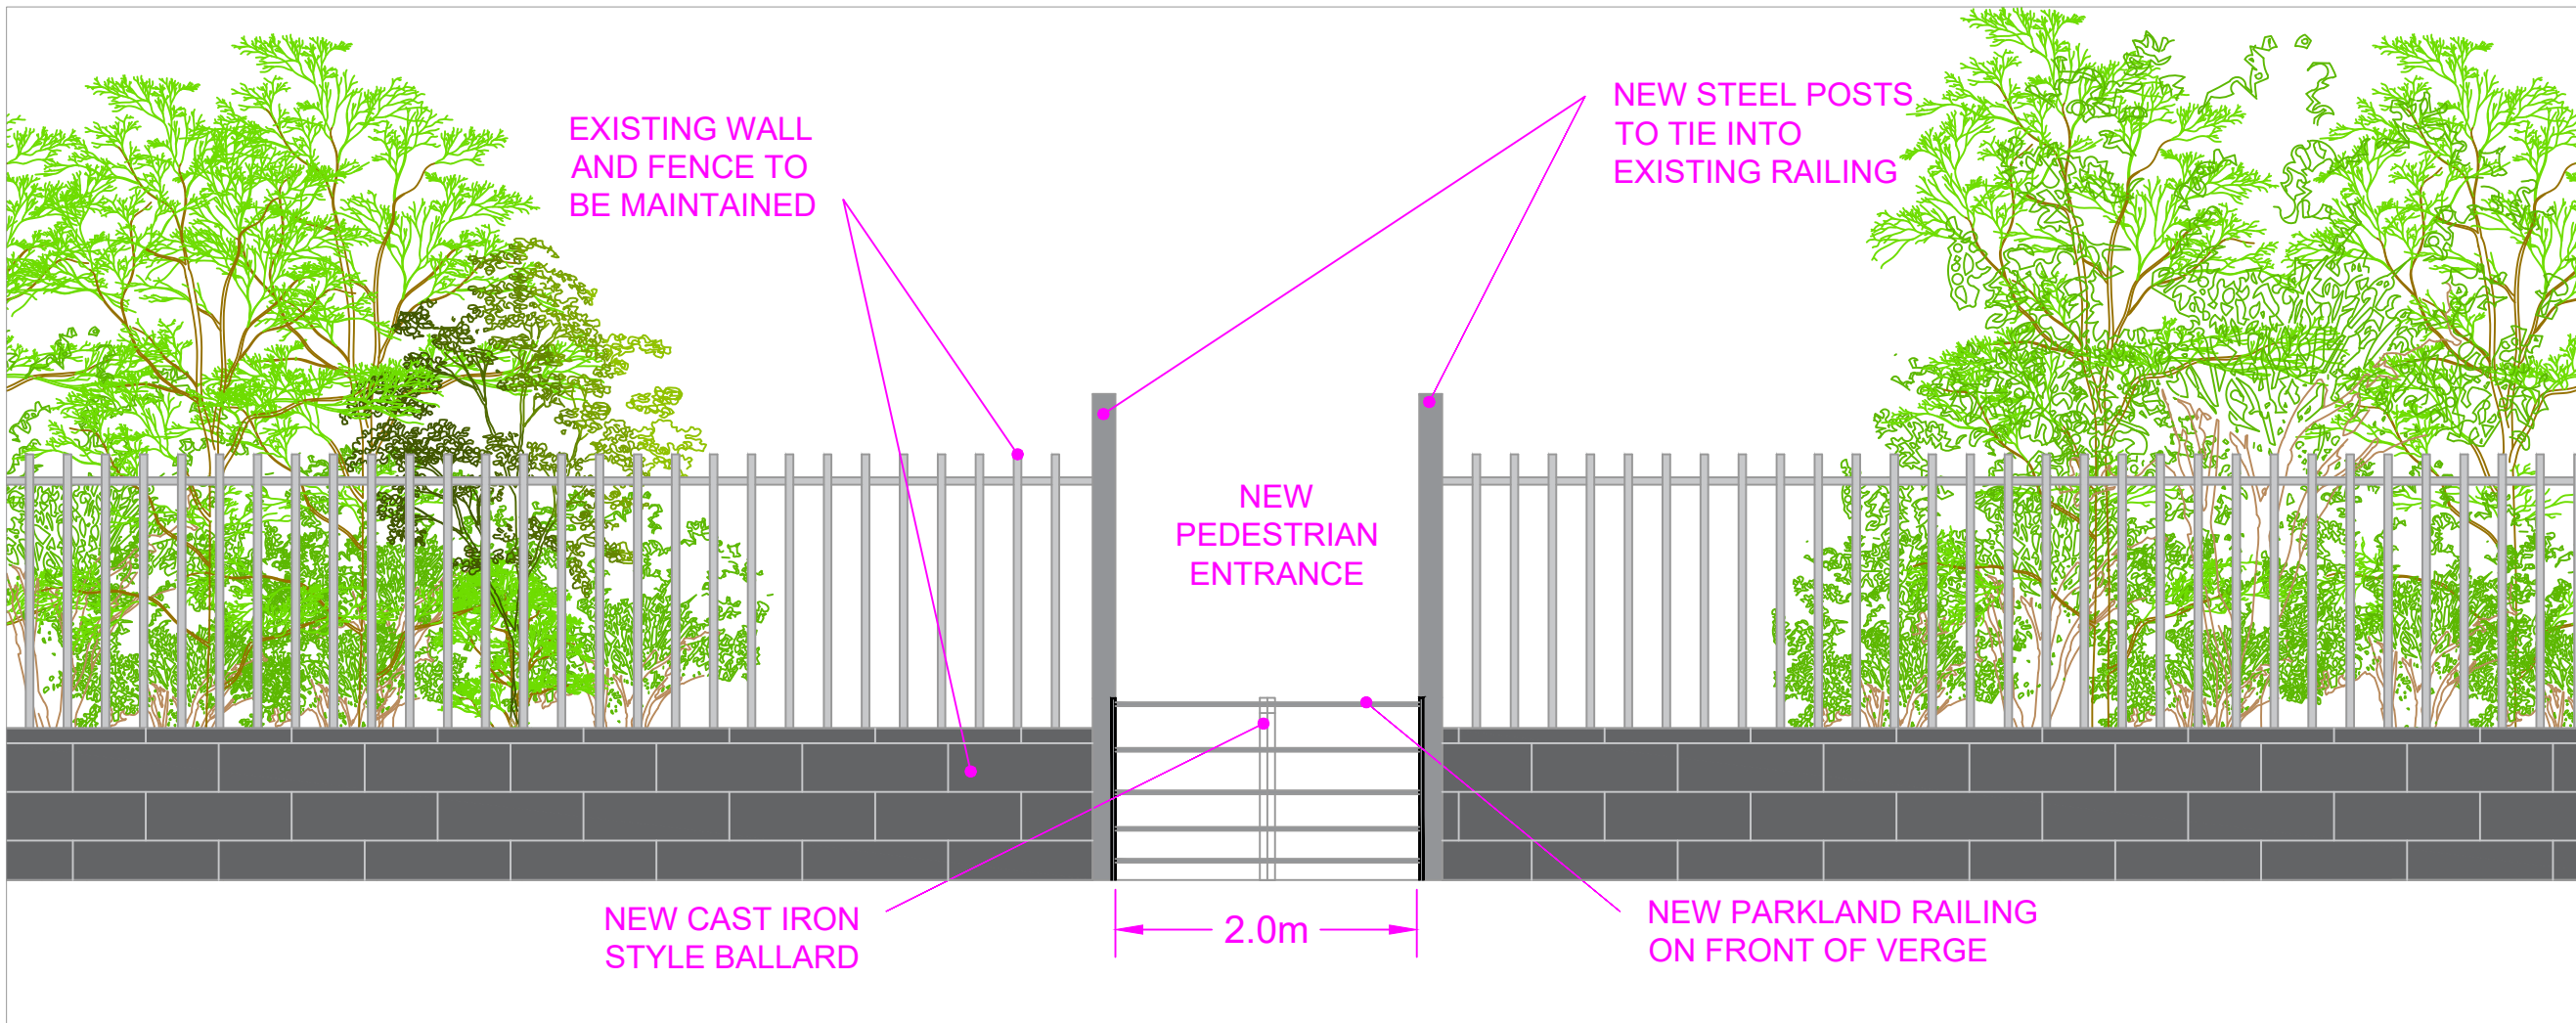 EXISTING WALL
AND FENCE TO
BE MAINTAINED
NEW STEEL POSTS
TO TIE INTO
EXISTING RAILING
NEW
PEDESTRIAN
ENTRANCE
NEW CAST IRON
STYLE BALLARD
2.0m
NEW PARKLAND RAILING
ON FRONT OF VERGE